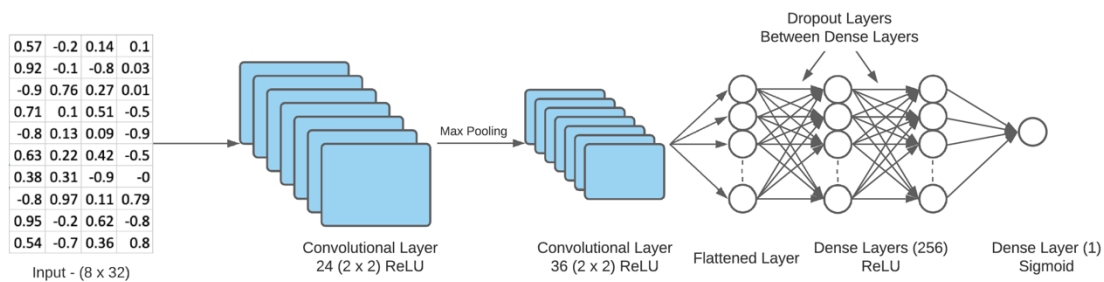 Dropout Layers
Between Dense Layers
0.57 -0.2 0.14 0.1
0.92 -0.1 -0.8 0.03
-0.9 0.76 0.27 0.01
0.71 0.1 0.51 -0.5
-0.8 0.13 0.09 -0.9
0.63 0.22 0.42 -0.5
0.38 0.31 -0.9 -0
-0.8 0.97 0.11 0.79
0.95 -0.2 0.62 -0.8
0.54 -0.7 0.36 0.8
Input - (8 x 32)
Max Pooling
Convolutional Layer
24 (2 x 2) ReLU
Convolutional Layer
36 (2 x 2) ReLU
Flattened Layer
Dense Layers (256)
ReLU
Dense Layer (1)
Sigmoid